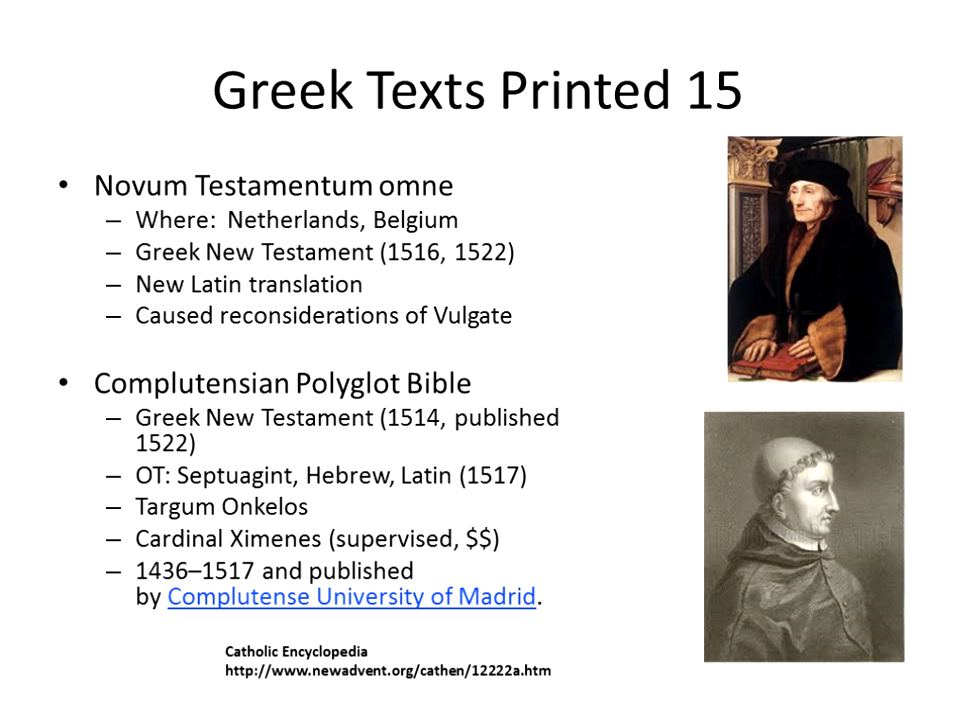 Greek Texts Printed 15
• Novum Testamentum omne
– Where: Netherlands, Belgium
– Greek New Testament (1516, 1522)
– New Latin translation
– Caused reconsiderations of Vulgate
• Complutensian Polyglot Bible
– Greek New Testament (1514, published
1522)
– OT: Septuagint, Hebrew, Latin (1517)
– Targum Onkelos
– Cardinal Ximenes (supervised, $$)
– 1436–1517 and published
by Complutense University of Madrid.
Catholic Encyclopedia
http://www.newadvent.org/cathen/12222a.htm